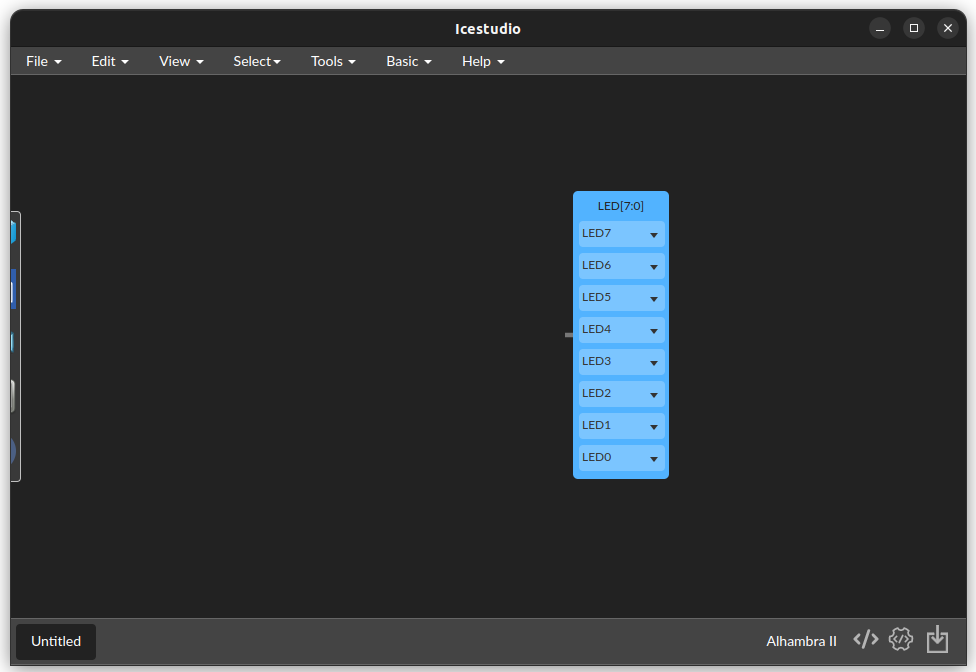 Icestudio
File Edit View Select Tools Basic Help
LED[7:0]
LED7
LED6
LED5
LED4
LED3
LED2
LED1
LED0
Untitled
Alhambra II </>